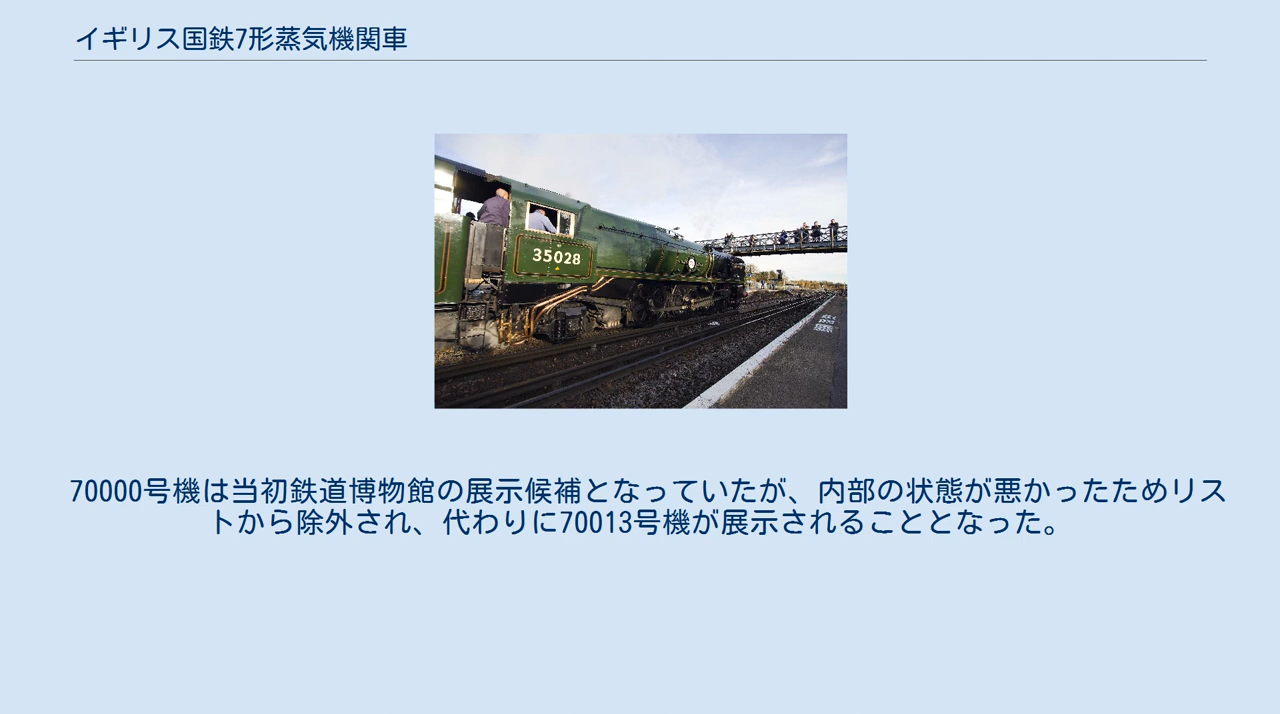 イギリス国鉄7形蒸気機関車
35028
70000号機は当初鉄道博物館の展示候補となっていたが、内部の状態が悪かったためリス
トから除外され、代わりに70013号機が展示されることとなった。